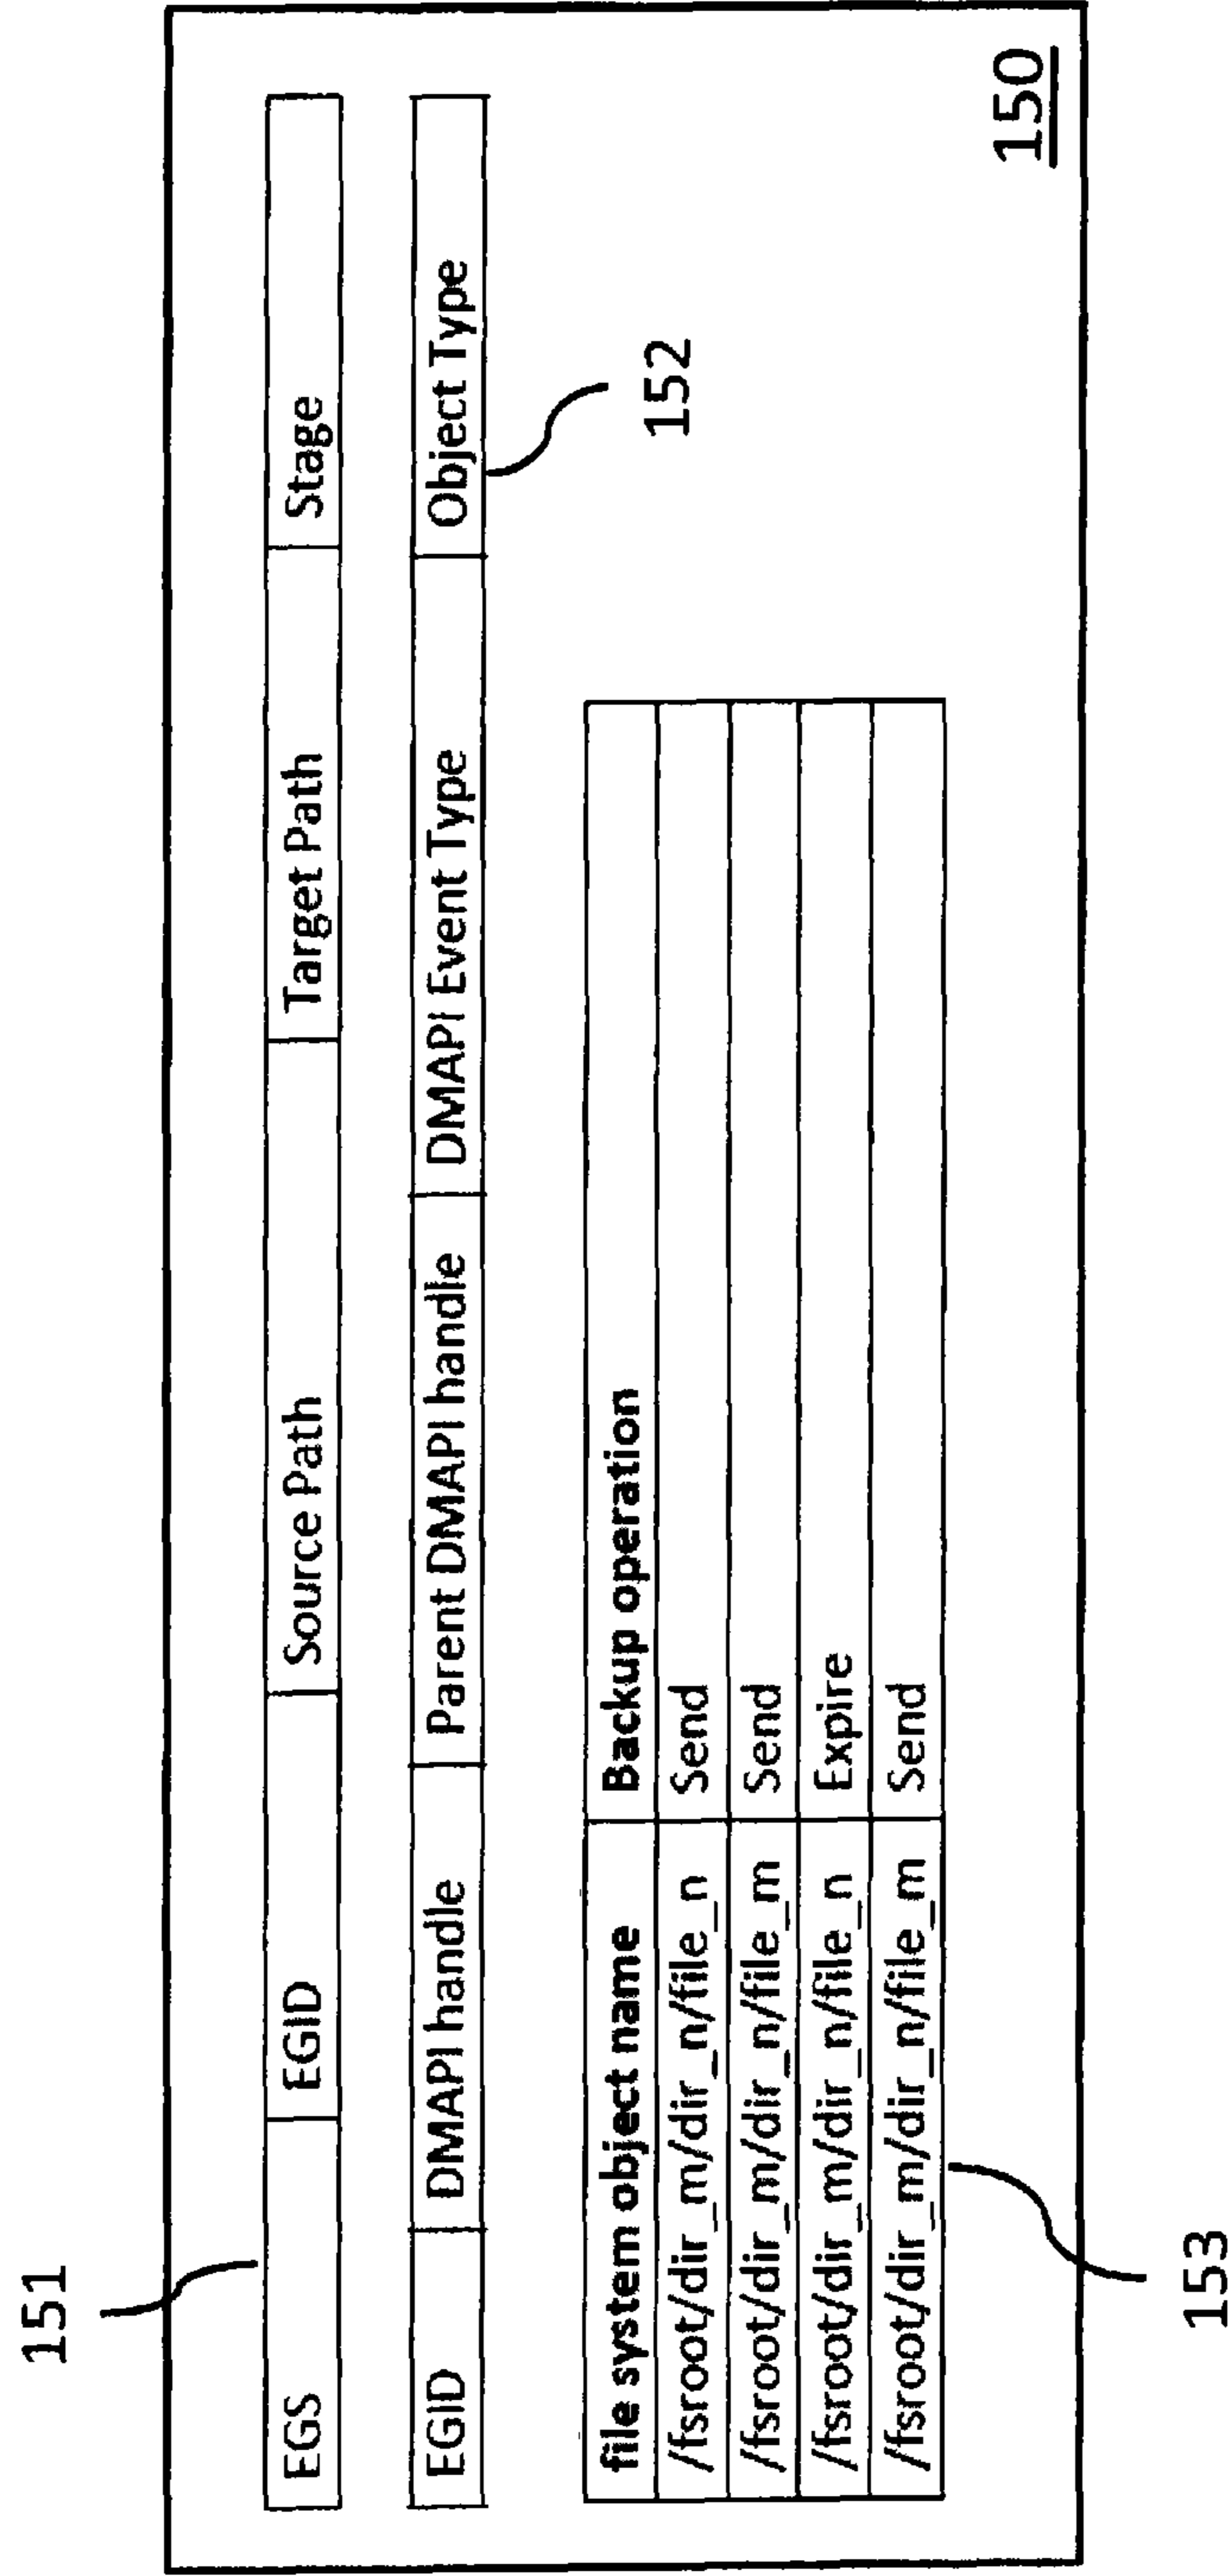 151
EGS EGID Source Path Target Path Stage
EGID DMAPI handle Parent DMAPI handle DMAPI Event Type Object Type
152
file system object name Backup operation
/fsroot/dir_m/dir_n/file_n Send
/fsroot/dir_m/dir_n/file_m Send
/fsroot/dir_m/dir_n/file_n Expire
/fsroot/dir_m/dir_n/file_m Send
150
153